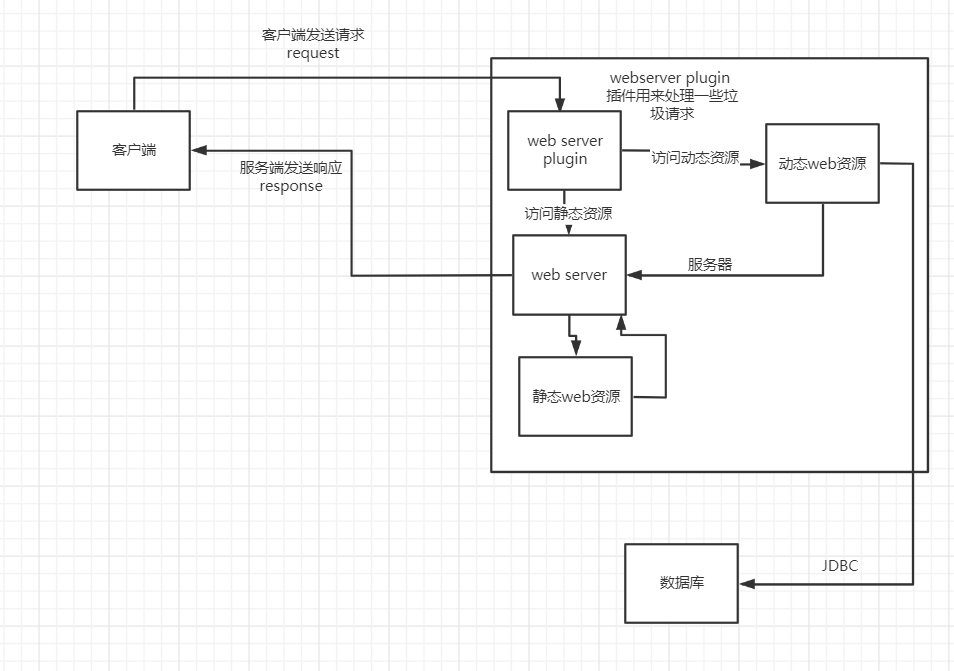 客户端发送请求
request
webserver plugin
插件用来处理一些垃
圾请求
客户端
web server
plugin
访问动态资源
动态web资源
服务端发送响应
response
访问静态资源
web server
服务器
静态web资源
JDBC
数据库